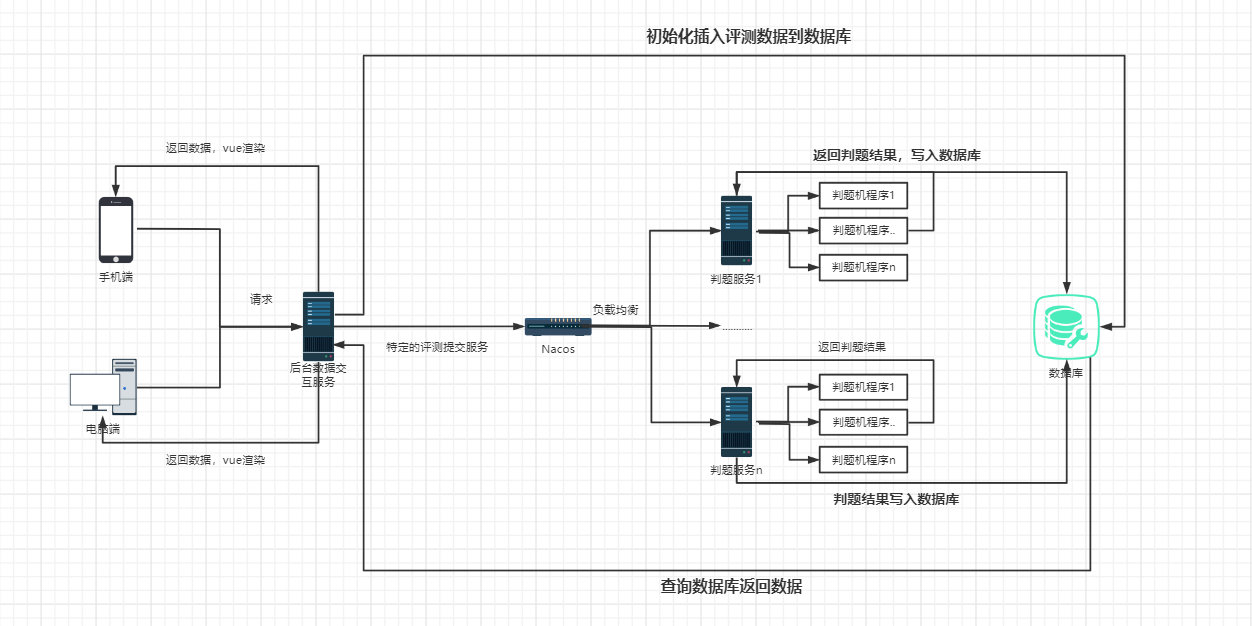 初始化插入评测数据到数据库
返回数据，vue渲染
返回判题结果，写入数据库
判题机程序1
判题机程序..
判题机程序n
手机端
判题服务1
请求
负载均衡
...........
特定的评测提交服务
Nacos
返回判题结果
后台数据交
互服务
数据库
判题机程序1
判题机程序..
判题机程序n
电脑端
返回数据，vue渲染
判题服务n
判题结果写入数据库
查询数据库返回数据